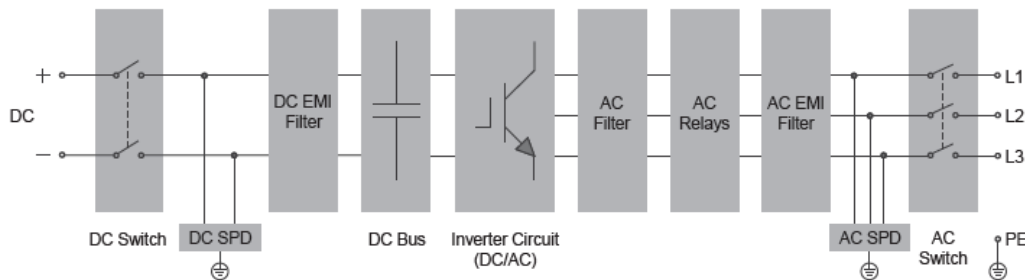 +
DC
−
DC Switch
DC SPD
DC EMI
Filter
DC Bus
Inverter Circuit
(DC/AC)
AC
Filter
AC
Relays
AC EMI
Filter
AC SPD
AC
Switch
L1
L2
L3
PE